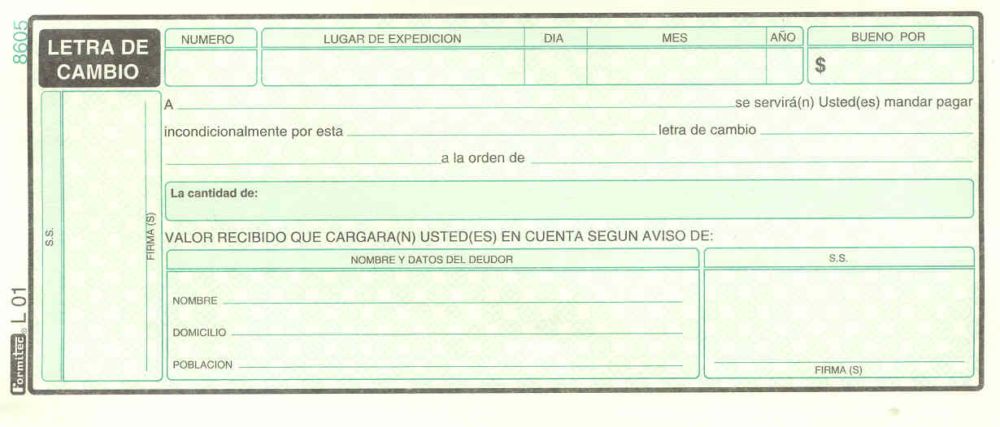 8605
LETRA DE
CAMBIO
NUMERO
LUGAR DE EXPEDICION
DIA
MES
AÑO
BUENO POR
$
A se servirá(n) Usted(es) mandar pagar
incondicionalmente por esta letra de cambio
a la orden de
La cantidad de:
S.S.
FIRMA (S)
VALOR RECIBIDO QUE CARGARA(N) USTED(ES) EN CUENTA SEGUN AVISO DE:
NOMBRE Y DATOS DEL DEUDOR
S.S.
NOMBRE
DOMICILIO
POBLACION
FIRMA (S)
Formitec® L 01